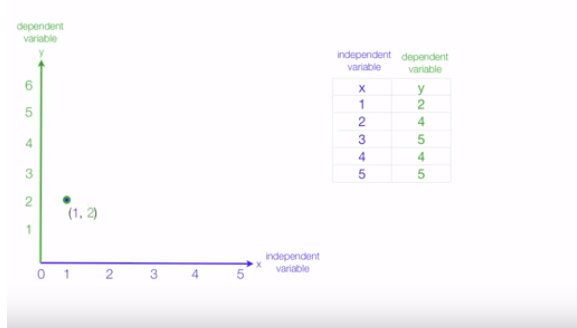 dependent
variable
y
6
5
4
3
2
1
(1, 2)
0 1 2 3 4 5
x
independent
variable
independent dependent
variable variable
x y
1 2
2 4
3 5
4 4
5 5